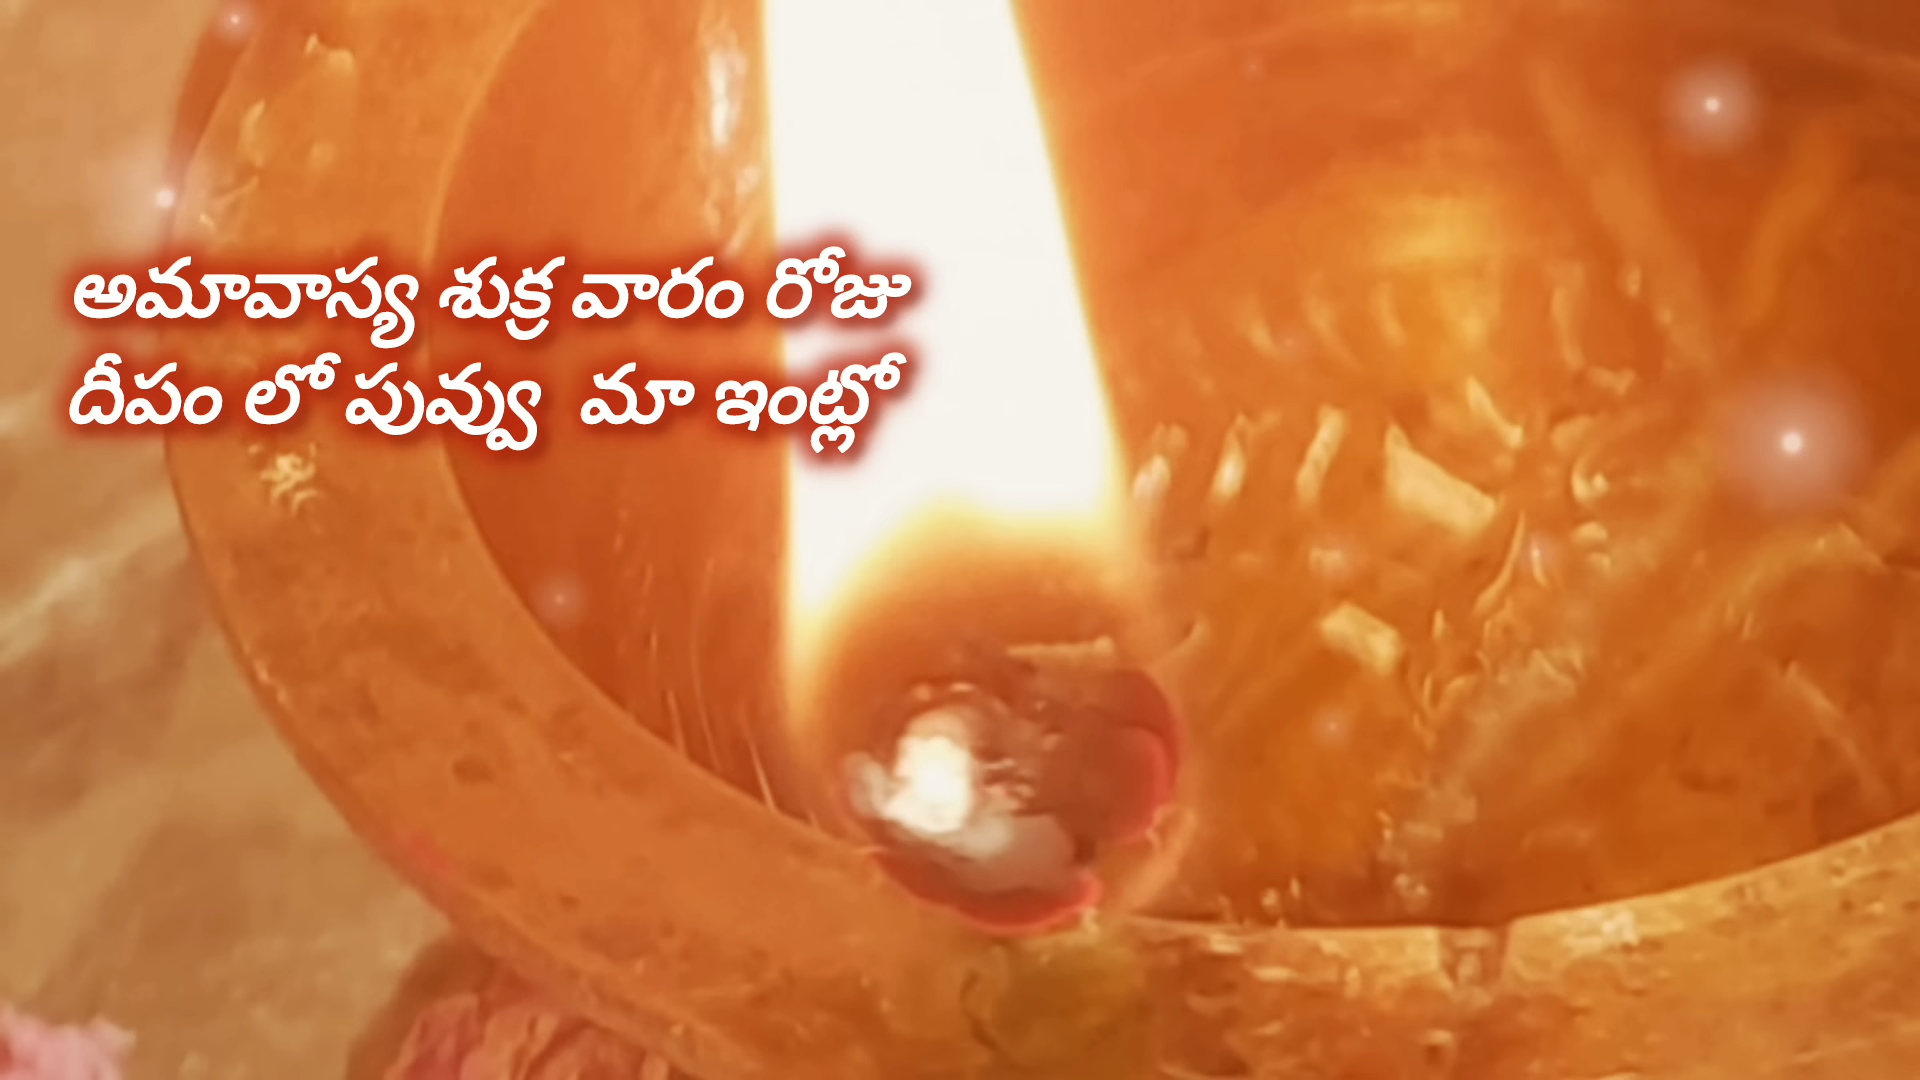 అమావాస్య శుక్ర వారం రోజు
దీపం లో పువ్వు  మా ఇంట్లో